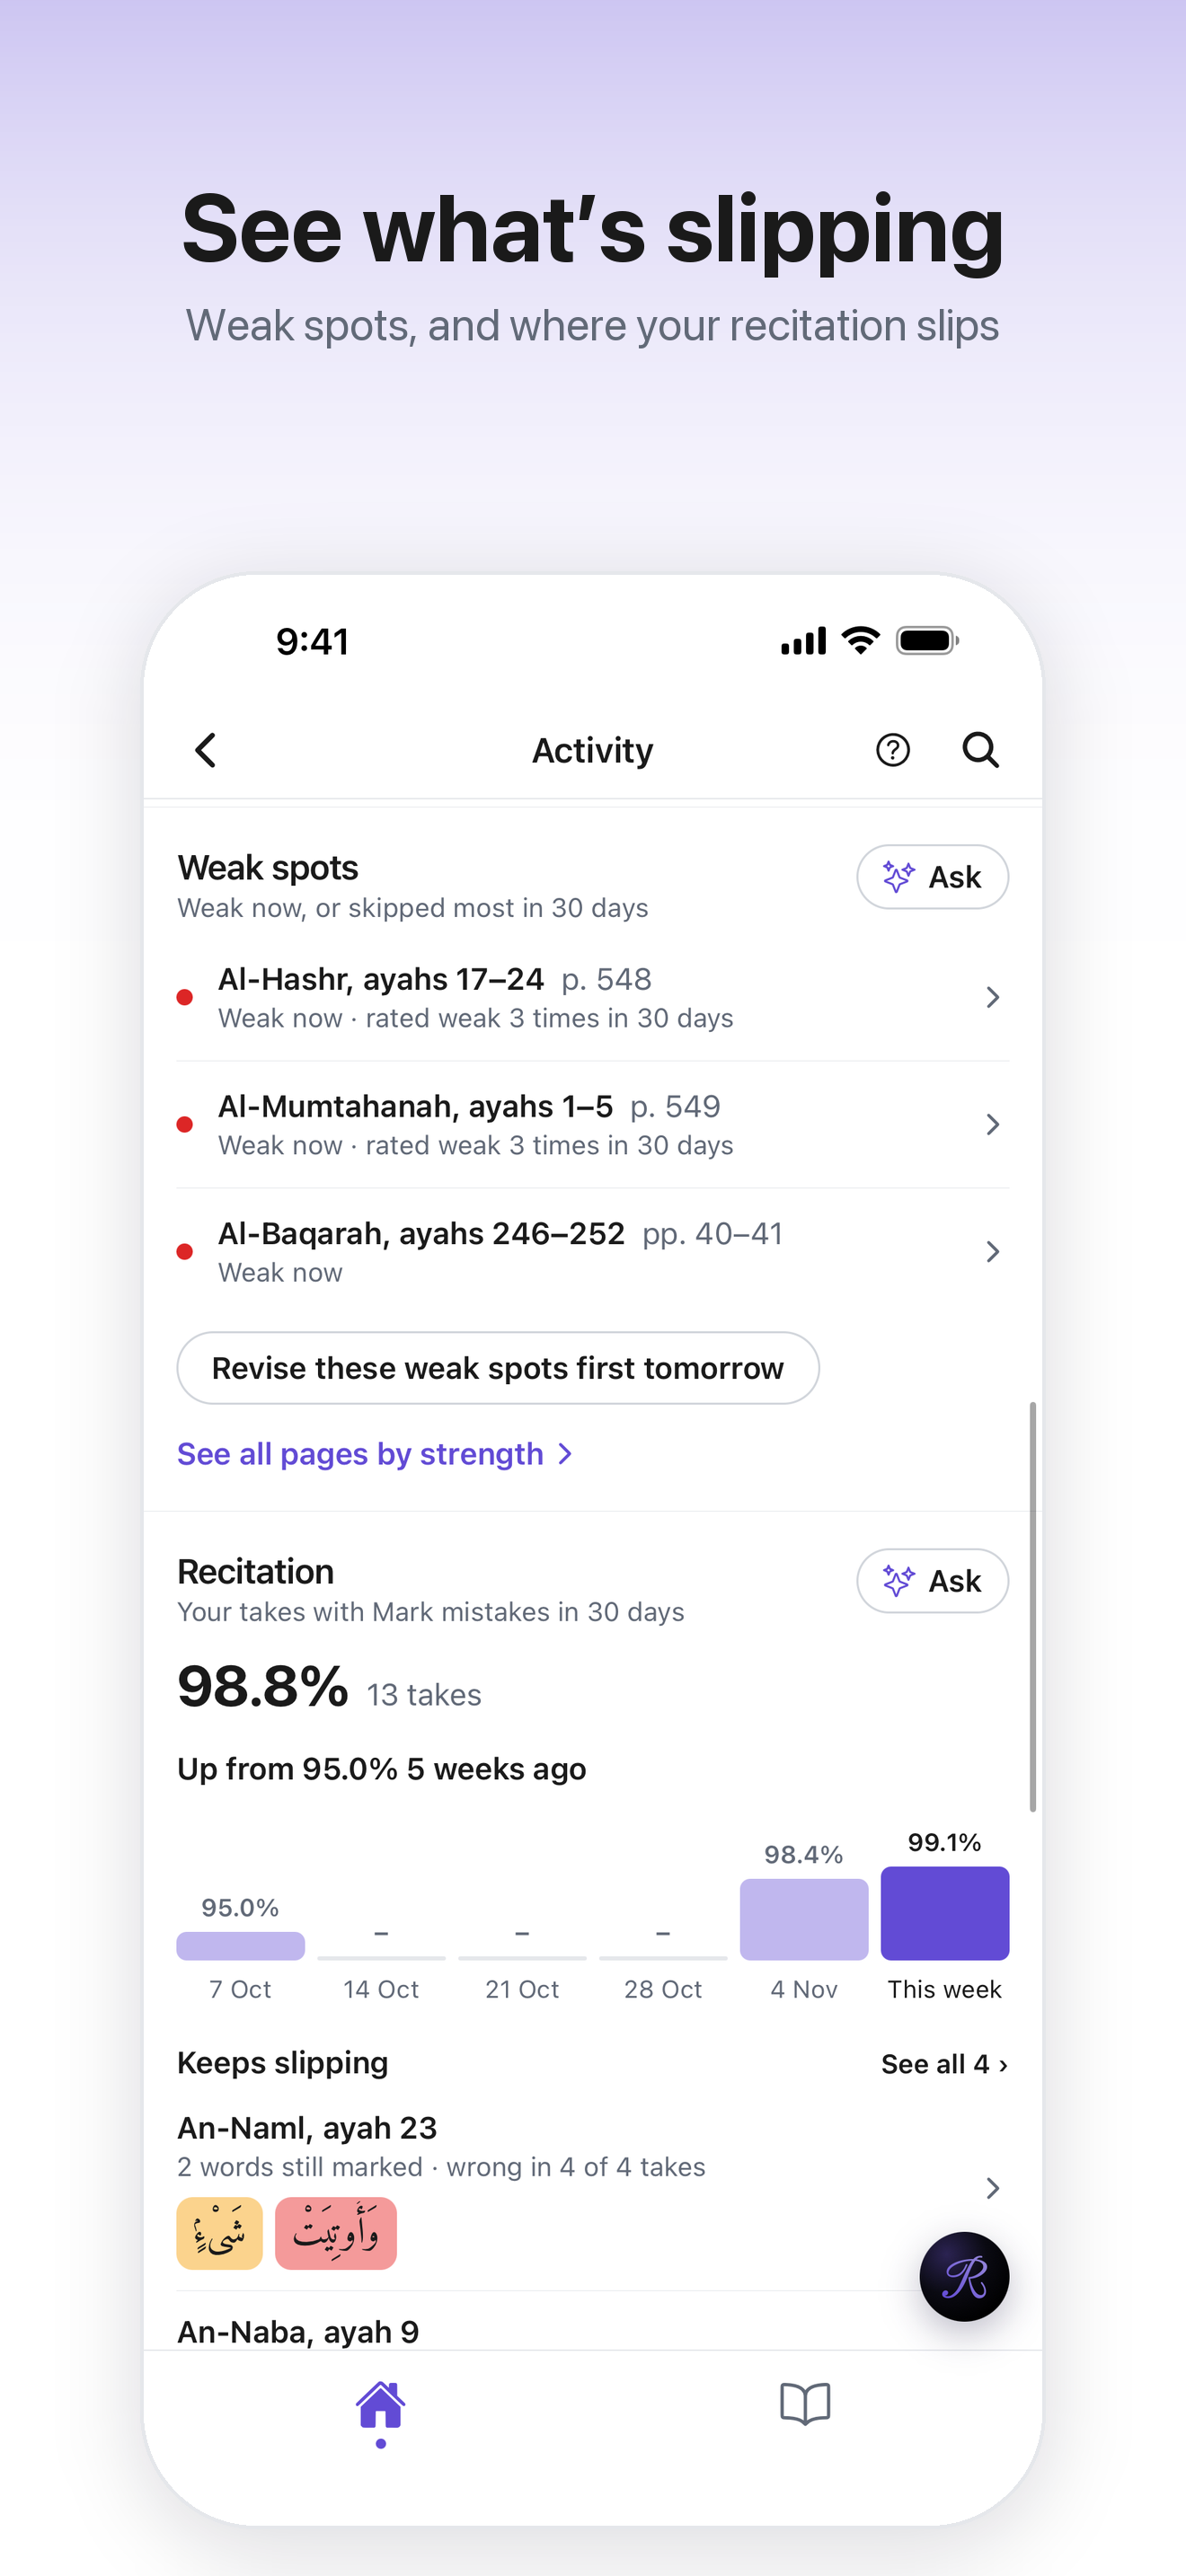 See what's slipping
Weak spots, and where your recitation slips
9:41
Activity
Weak spots
Ask
Weak now, or skipped most in 30 days
Al-Hashr, ayahs 17–24 p. 548
Weak now · rated weak 3 times in 30 days
Al-Mumtahanah, ayahs 1–5 p. 549
Weak now · rated weak 3 times in 30 days
Al-Baqarah, ayahs 246–252 pp. 40–41
Weak now
Revise these weak spots first tomorrow
See all pages by strength
Recitation
Ask
Your takes with Mark mistakes in 30 days
98.8% 13 takes
Up from 95.0% 5 weeks ago
95.0% – – – 98.4% 99.1%
7 Oct 14 Oct 21 Oct 28 Oct 4 Nov This week
Keeps slipping
See all 4 ›
An-Naml, ayah 23
2 words still marked · wrong in 4 of 4 takes
وَأُوتِيَتْ شَىْءٍۢ
R
An-Naba, ayah 9